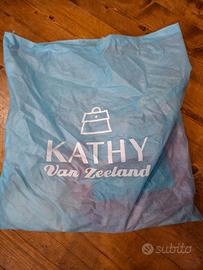 KATHY
Van Zeeland
subito